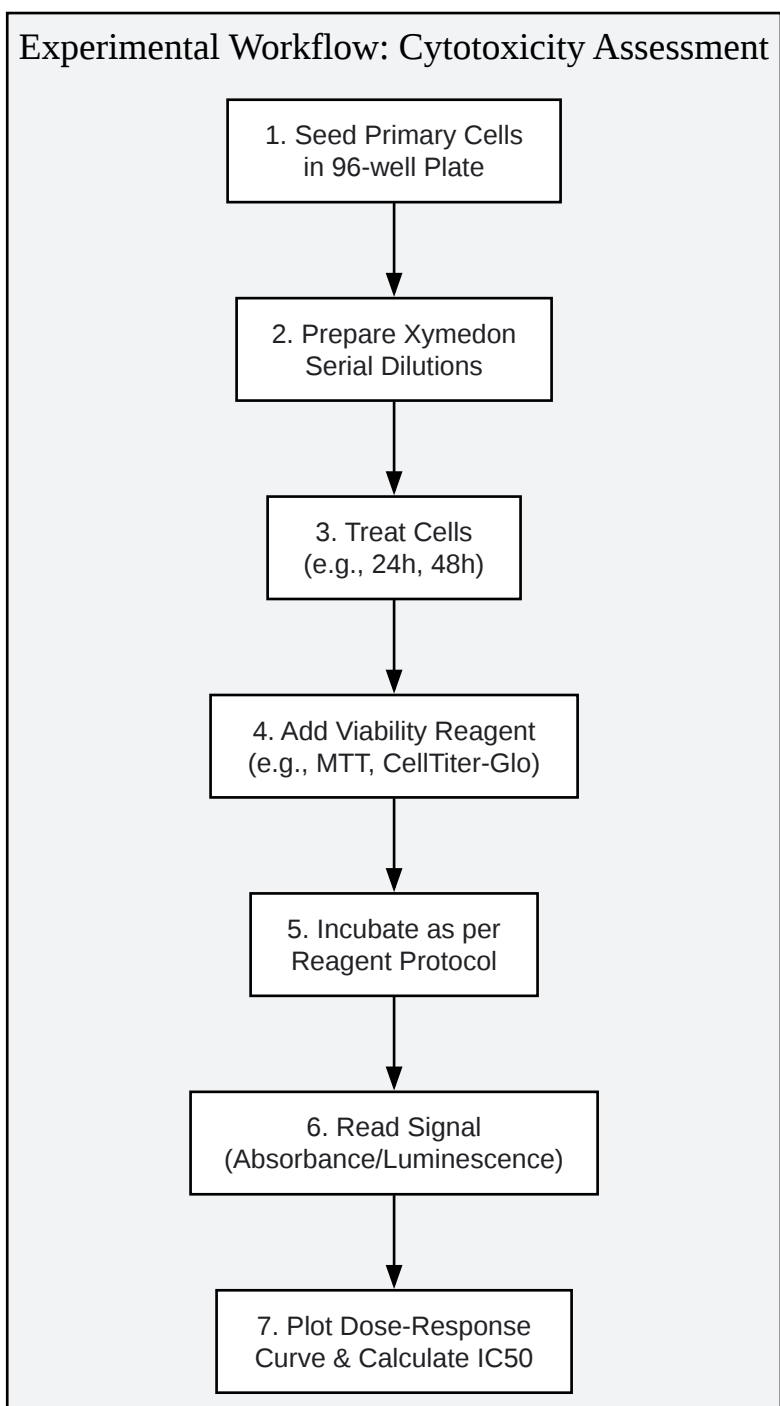 Experimental Workflow: Cytotoxicity Assessment
1. Seed Primary Cells
in 96-well Plate
2. Prepare Xymedon
Serial Dilutions
3. Treat Cells
(e.g., 24h, 48h)
4. Add Viability Reagent
(e.g., MTT, CellTiter-Glo)
5. Incubate as per
Reagent Protocol
6. Read Signal
(Absorbance/Luminescence)
7. Plot Dose-Response
Curve & Calculate IC50